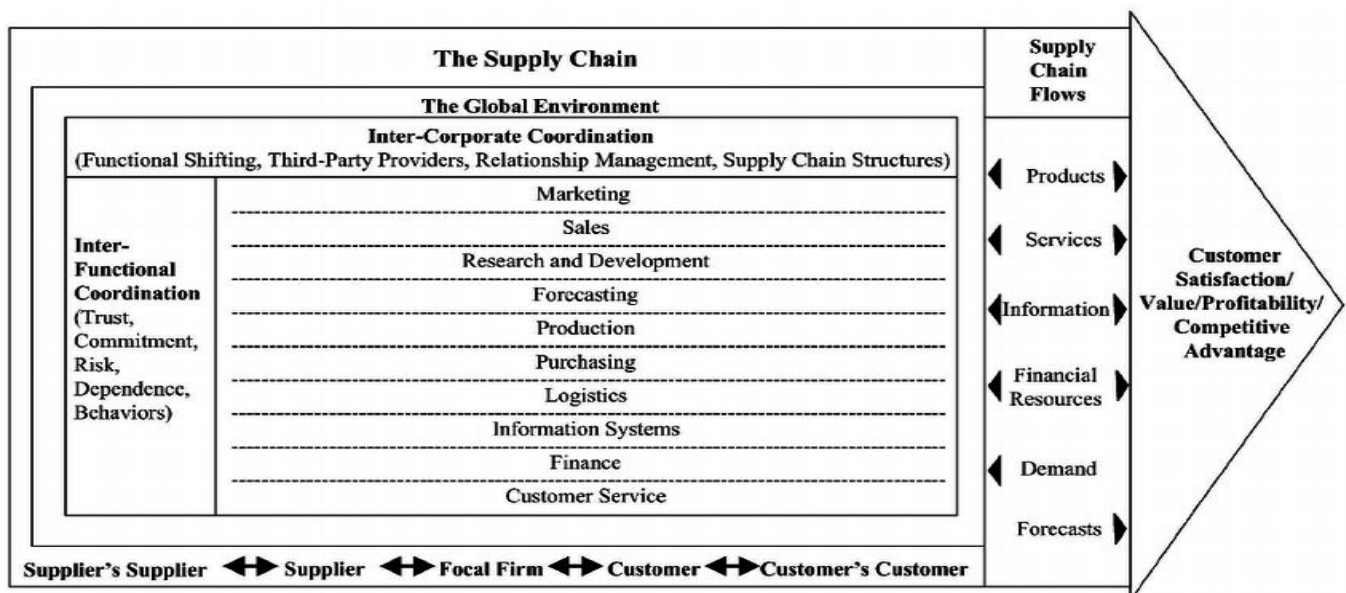 The Supply Chain
The Global Environment
Inter-Corporate Coordination
(Functional Shifting, Third-Party Providers, Relationship Management, Supply Chain Structures)
Inter-
Functional
Coordination
(Trust,
Commitment,
Risk,
Dependence,
Behaviors)
Marketing
Sales
Research and Development
Forecasting
Production
Purchasing
Logistics
Information Systems
Finance
Customer Service
Supplier's Supplier Supplier Focal Firm Customer Customer's Customer
Supply
Chain
Flows
Products
Services
Information
Financial
Resources
Demand
Forecasts
Customer
Satisfaction/
Value/Profitability/
Competitive
Advantage